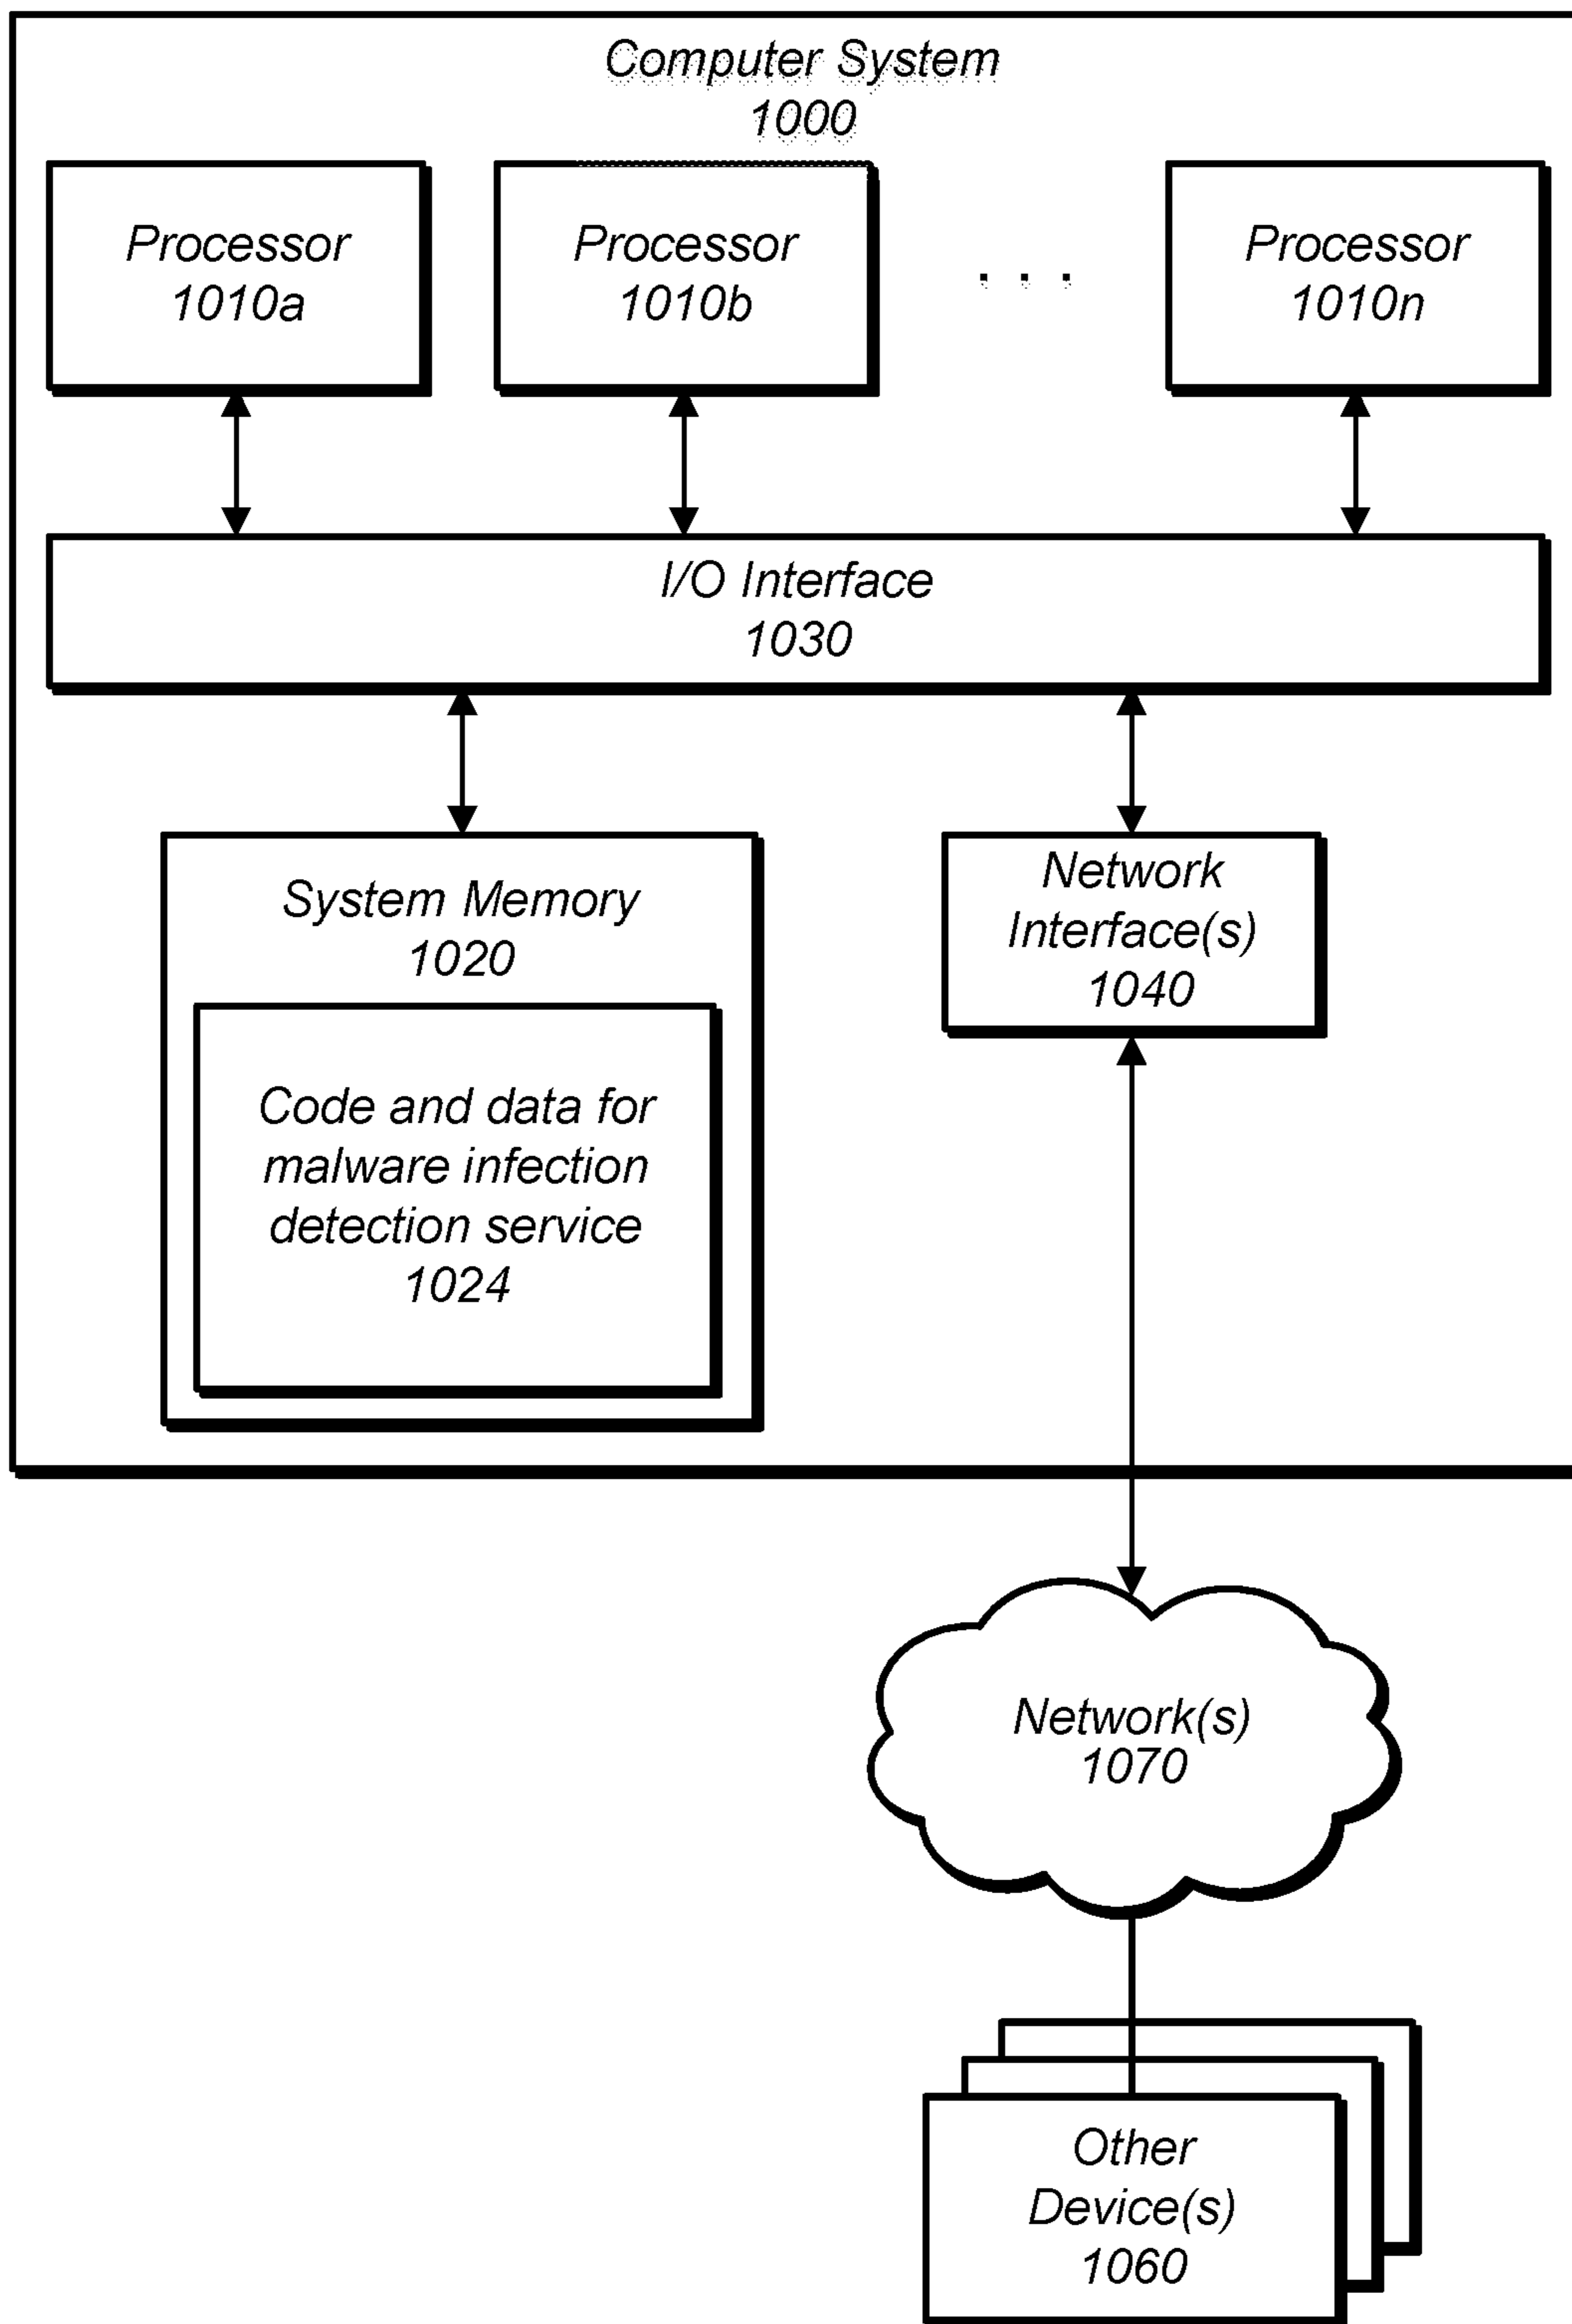 Computer System
1000
Processor
1010a
Processor
1010b
. . .
Processor
1010n
I/O Interface
1030
System Memory
1020
Code and data for
malware infection
detection service
1024
Network
Interface(s)
1040
Network(s)
1070
Other
Device(s)
1060